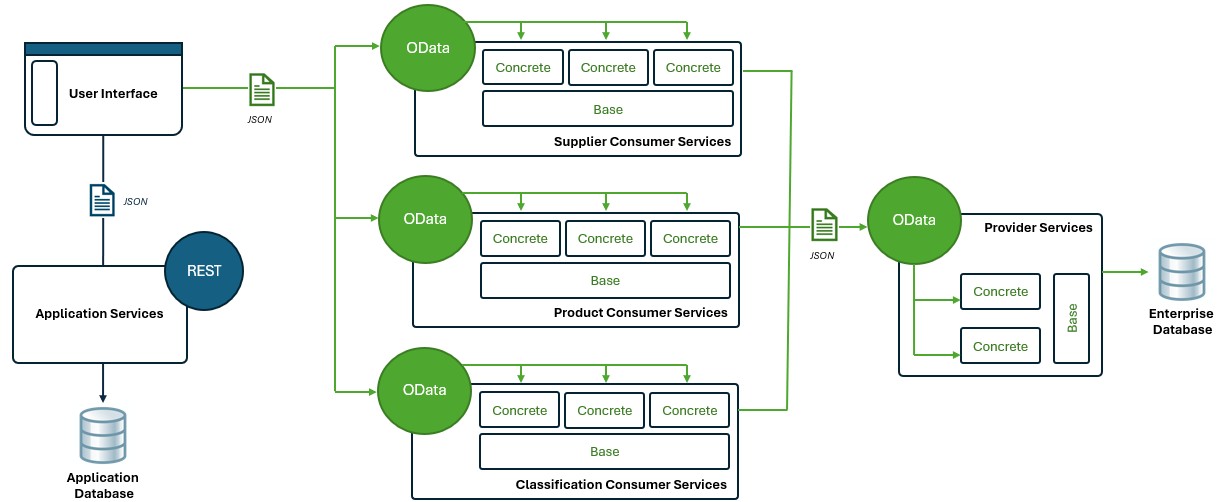 User Interface
JSON
JSON
REST
Application Services
Application
Database
OData
Concrete
Concrete
Concrete
Base
Supplier Consumer Services
OData
Concrete
Concrete
Concrete
Base
Product Consumer Services
OData
Concrete
Concrete
Concrete
Base
Classification Consumer Services
JSON
OData
Provider Services
Concrete
Concrete
Base
Enterprise
Database